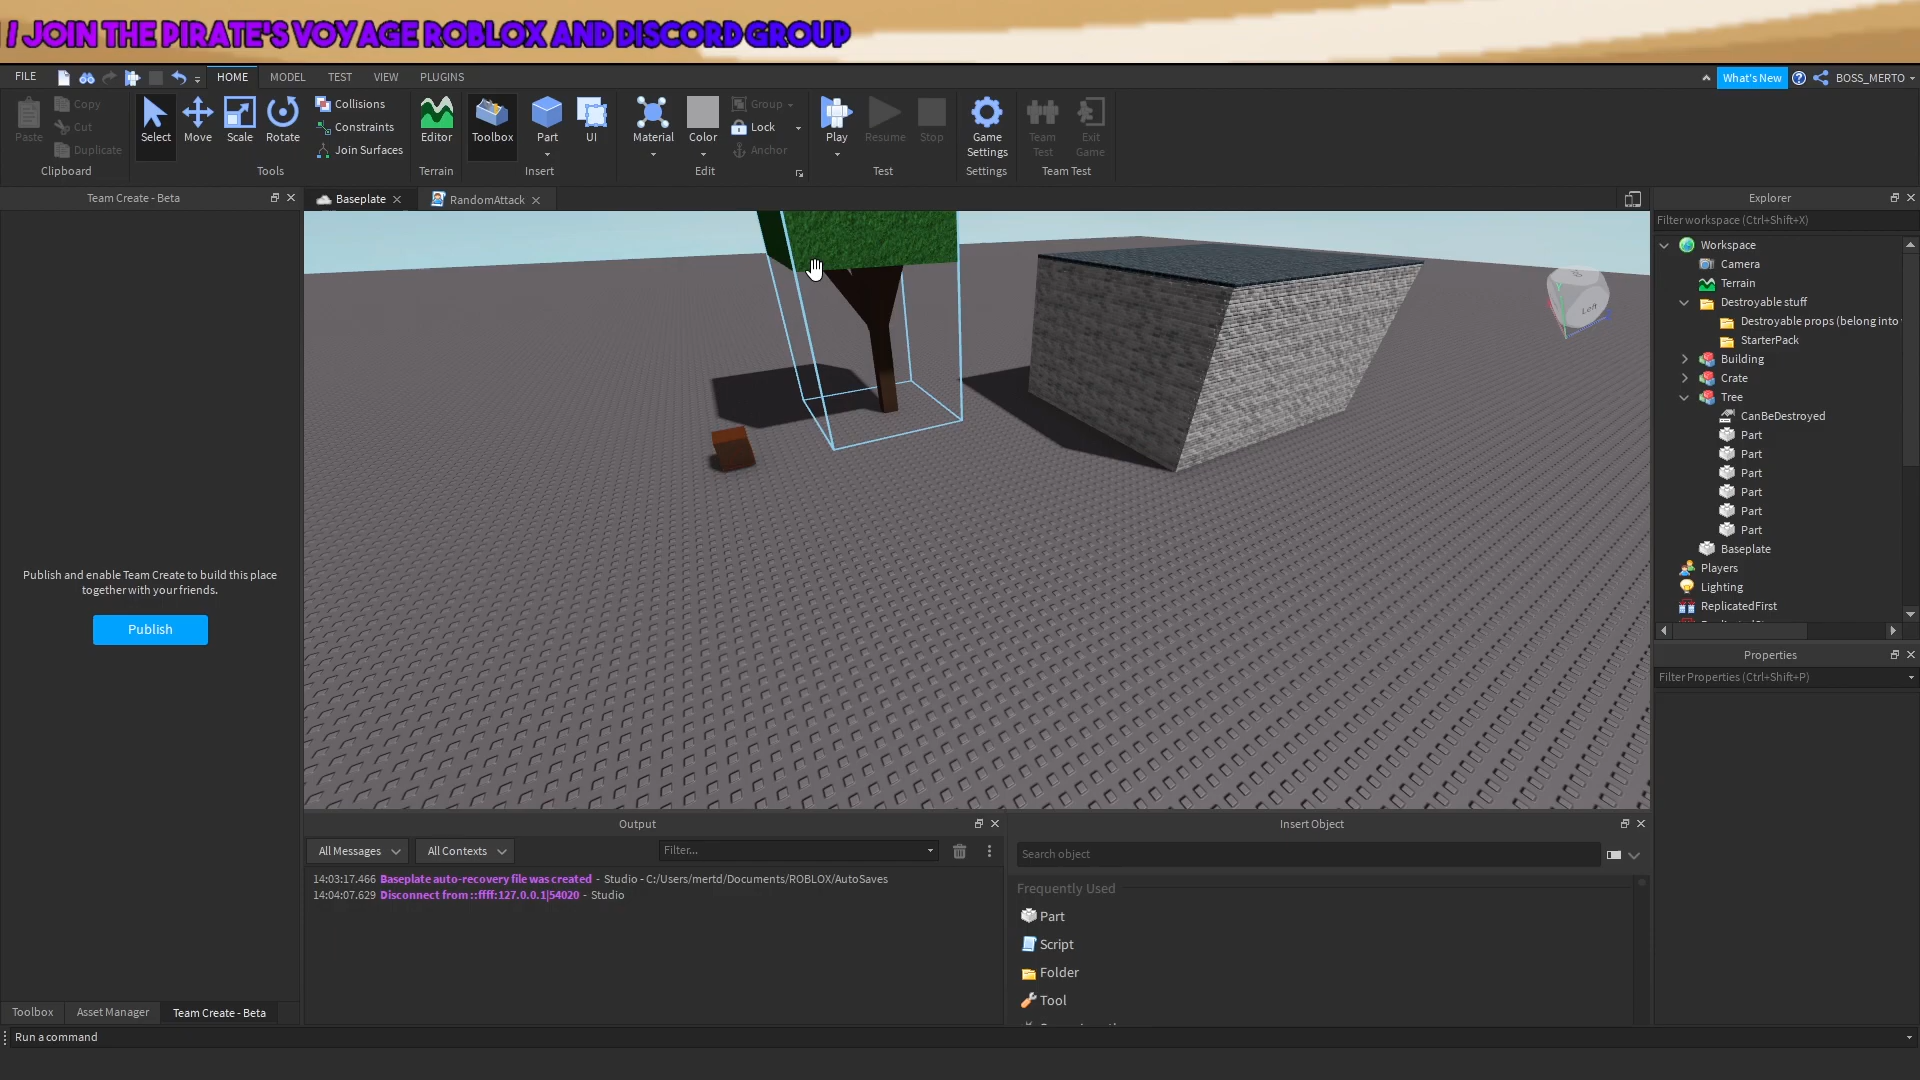 / JOIN THE PIRATE'S VOYAGE ROBLOX AND DISCORD GROUP
FILE
HOME
MODEL
TEST
VIEW
PLUGINS
What's New
BOSS_MERTO
Paste
Copy
Cut
Duplicate
Clipboard
Select
Move
Scale
Rotate
Collisions
Constraints
Join Surfaces
Tools
Editor
Terrain
Toolbox
Part
UI
Insert
Material
Color
Group
Lock
Anchor
Edit
Play
Resume
Stop
Test
Game
Settings
Settings
Team
Test
Exit
Game
Team Test
Team Create - Beta
Publish and enable Team Create to build this place
together with your friends.
Publish
Toolbox
Asset Manager
Team Create - Beta
Baseplate
RandomAttack
Left
Output
All Messages
All Contexts
Filter...
14:03:17.466 Baseplate auto-recovery file was created - Studio - C:/Users/mertd/Documents/ROBLOX/AutoSaves
14:04:07.629 Disconnect from ::ffff:127.0.0.1|54020 - Studio
Insert Object
Search object
Frequently Used
Part
Script
Folder
Tool
Explorer
Filter workspace (Ctrl+Shift+X)
Workspace
Camera
Terrain
Destroyable stuff
Destroyable props (belong into
StarterPack
Building
Crate
Tree
CanBeDestroyed
Part
Part
Part
Part
Part
Part
Baseplate
Players
Lighting
ReplicatedFirst
Properties
Filter Properties (Ctrl+Shift+P)
Run a command